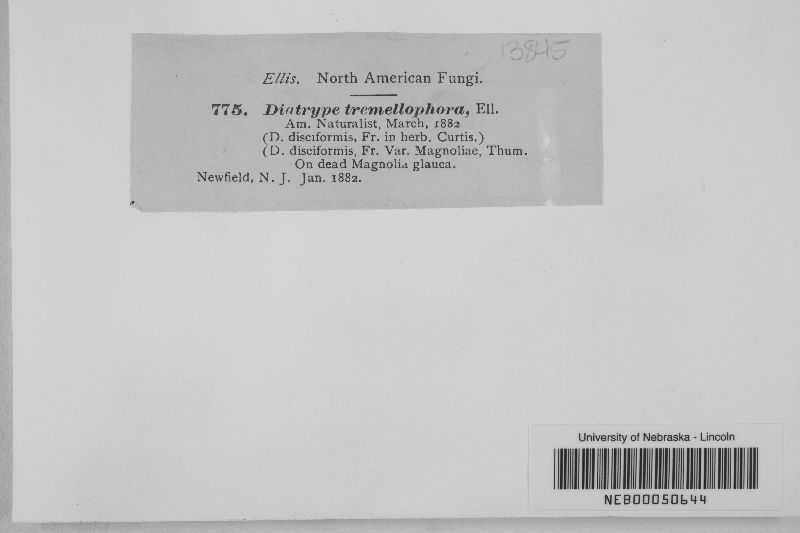 13845
Ellis. North American Fungi.
775. Diatrype tremellophora, Ell.
Am. Naturalist, March, 1882
(D. disciformis, Fr. in herb. Curtis.)
(D. disciformis, Fr. Var. Magnoliae, Thum.
On dead Magnolia glauca.
Newfield, N. J. Jan. 1882.
University of Nebraska - Lincoln
NEB00050644